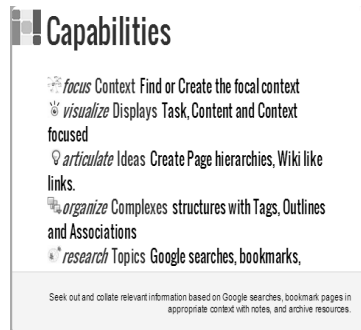 Capabilities
focus Context Find or Create the focal context
visualize Displays Task, Content and Context
focused
articulate Ideas Create Page hierarchies, Wiki like
links.
organize Complexes structures with Tags, Outlines
and Associations
research Topics Google searches, bookmarks,
Seek out and collate relevant information based on Google searches, bookmark pages in
appropriate context with notes, and archive resources.